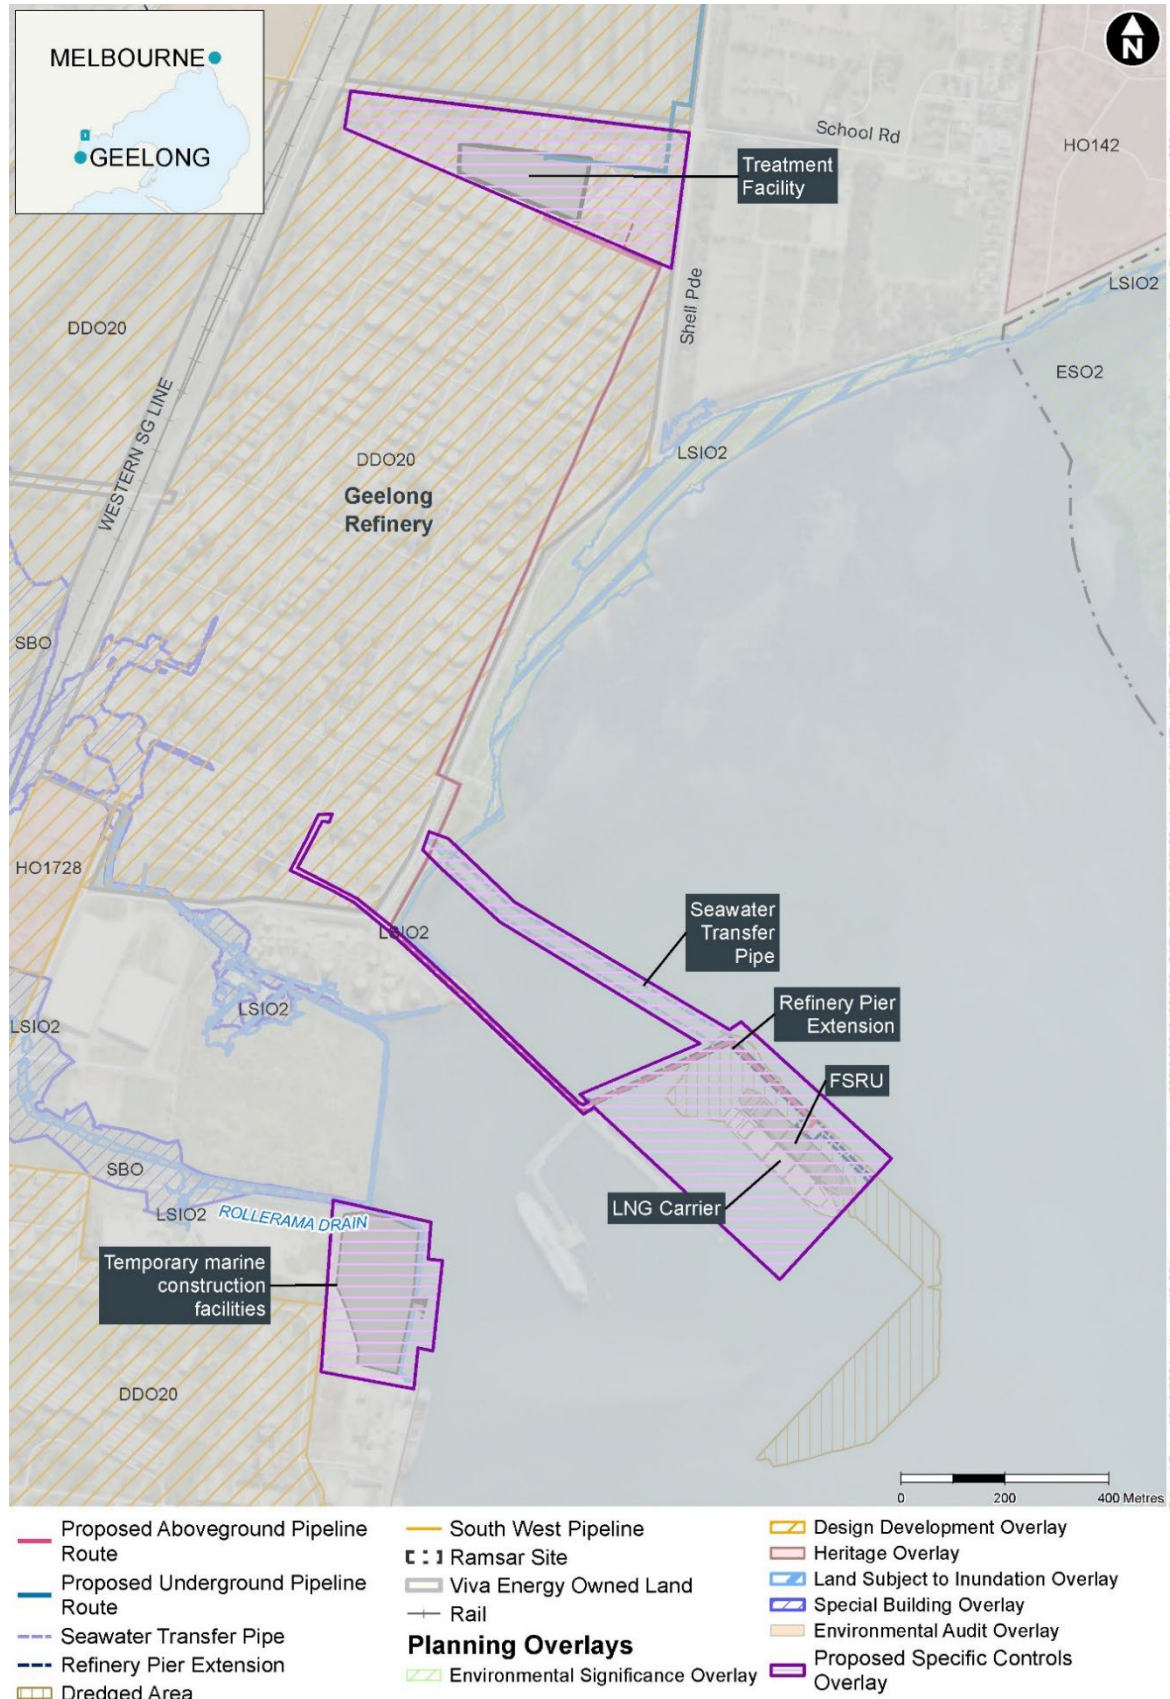 MELBOURNE
GEELONG
N
School Rd
HO142
Treatment
Facility
LSIO2
Shell Pde
DDO20
ESO2
WESTERN SG LINE
LSIO2
DDO20
Geelong
Refinery
SBO
HO1728
Seawater
Transfer
Pipe
LSIO2
Refinery Pier
Extension
LSIO2
LSIO2
FSRU
SBO
LNG Carrier
LSIO2
ROLLERAMA DRAIN
Temporary marine
construction
facilities
DDO20
0 200 400 Metres
Proposed Aboveground Pipeline
Route
Proposed Underground Pipeline
Route
Seawater Transfer Pipe
Refinery Pier Extension
Dredged Area
South West Pipeline
Ramsar Site
Viva Energy Owned Land
Rail
Planning Overlays
Environmental Significance Overlay
Design Development Overlay
Heritage Overlay
Land Subject to Inundation Overlay
Special Building Overlay
Environmental Audit Overlay
Proposed Specific Controls
Overlay